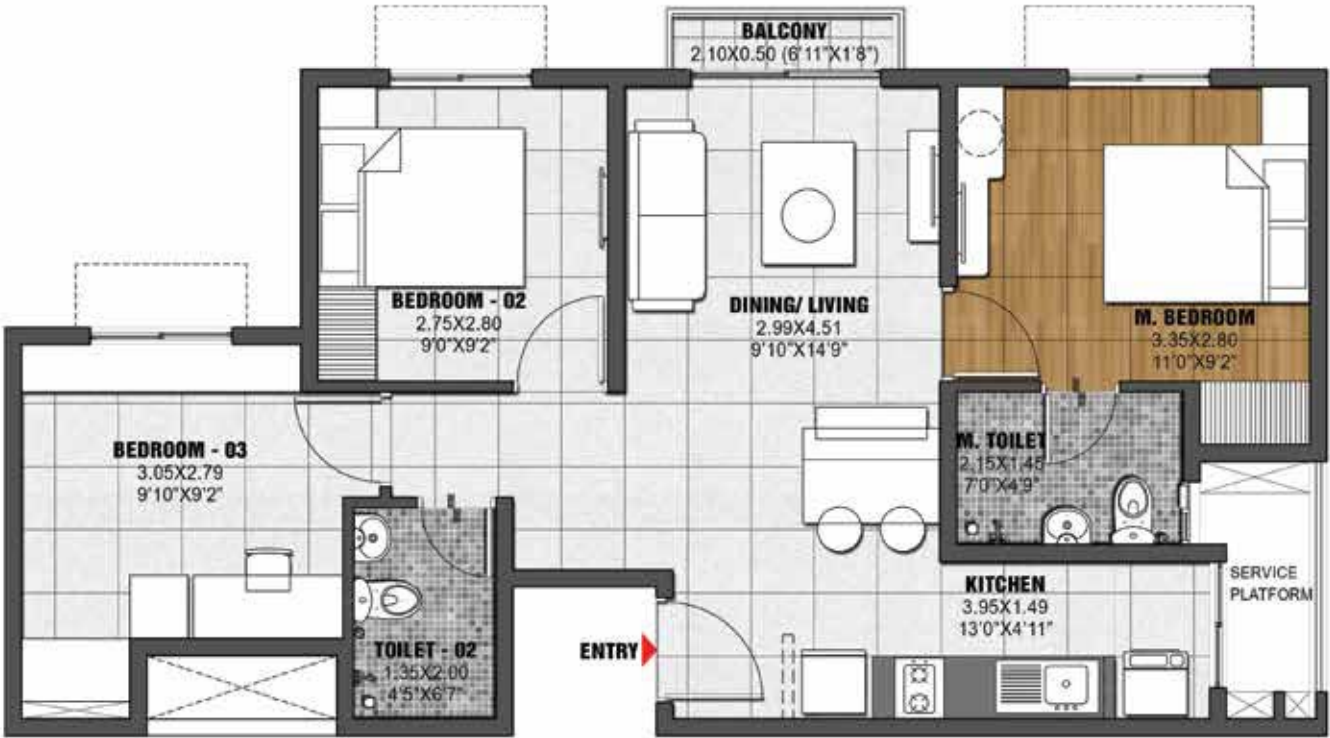 BALCONY
2.10X0.50 (6'11"X1'8")
BEDROOM - 02
2.75X2.80
9'0"X9'2"
DINING/ LIVING
2.99X4.51
9'10"X14'9"
M. BEDROOM
3.35X2.80
11'0"X9'2"
BEDROOM - 03
3.05X2.79
9'10"X9'2"
M. TOILET
2.15X1.45
7'0"X4'9"
TOILET - 02
1.35X2.00
4'5"X6'7"
ENTRY
KITCHEN
3.95X1.49
13'0"X4'11"
SERVICE
PLATFORM